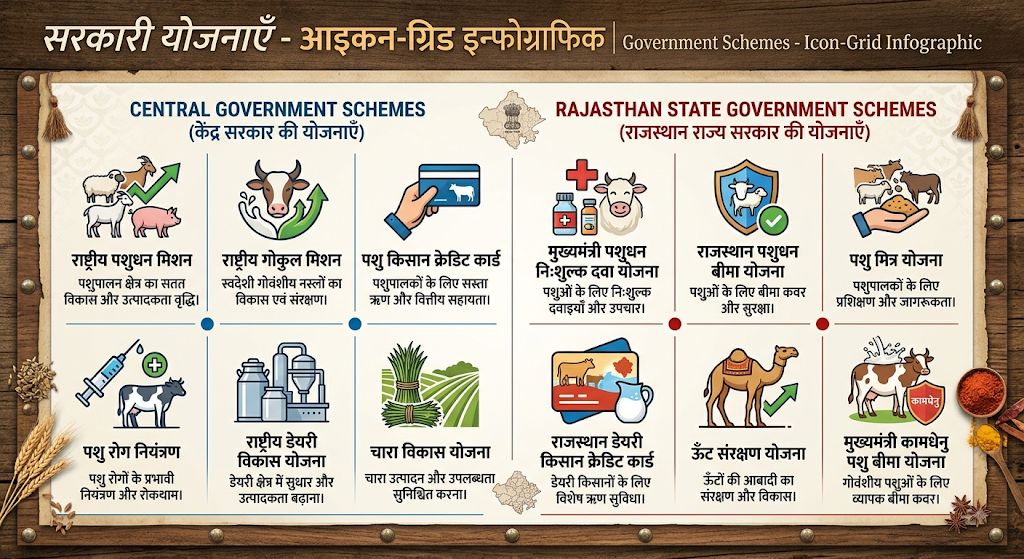 सरकारी योजनाएँ - आइकन-ग्रिड इन्फोग्राफिक | Government Schemes - Icon-Grid Infographic
CENTRAL GOVERNMENT SCHEMES
(केंद्र सरकार की योजनाएँ)
राष्ट्रीय पशुधन मिशन
पशुपालन क्षेत्र का सतत
विकास और उत्पादकता वृद्धि।
राष्ट्रीय गोकुल मिशन
स्वदेशी गोवंशीय नस्लों का
विकास एवं संरक्षण।
पशु किसान क्रेडिट कार्ड
पशुपालकों के लिए सस्ता
ऋण और वित्तीय सहायता।
पशु रोग नियंत्रण
पशु रोगों के प्रभावी
नियंत्रण और रोकथाम।
राष्ट्रीय डेयरी
विकास योजना
डेयरी क्षेत्र में सुधार और
उत्पादकता बढ़ाना।
चारा विकास योजना
चारा उत्पादन और उपलब्धता
सुनिश्चित करना।
RAJASTHAN STATE GOVERNMENT SCHEMES
(राजस्थान राज्य सरकार की योजनाएँ)
मुख्यमंत्री पशुधन
निःशुल्क दवा योजना
पशुओं के लिए निःशुल्क
दवाइयाँ और उपचार।
राजस्थान पशुधन
बीमा योजना
पशुओं के लिए बीमा कवर
और सुरक्षा।
पशु मित्र योजना
पशुपालकों के लिए
प्रशिक्षण और जागरूकता।
राजस्थान डेयरी
किसान क्रेडिट कार्ड
डेयरी किसानों के लिए
विशेष ऋण सुविधा।
ऊँट संरक्षण योजना
ऊँटों की आबादी का
संरक्षण और विकास।
कामधेनु
मुख्यमंत्री कामधेनु
पशु बीमा योजना
गोवंशीय पशुओं के लिए
व्यापक बीमा कवर।